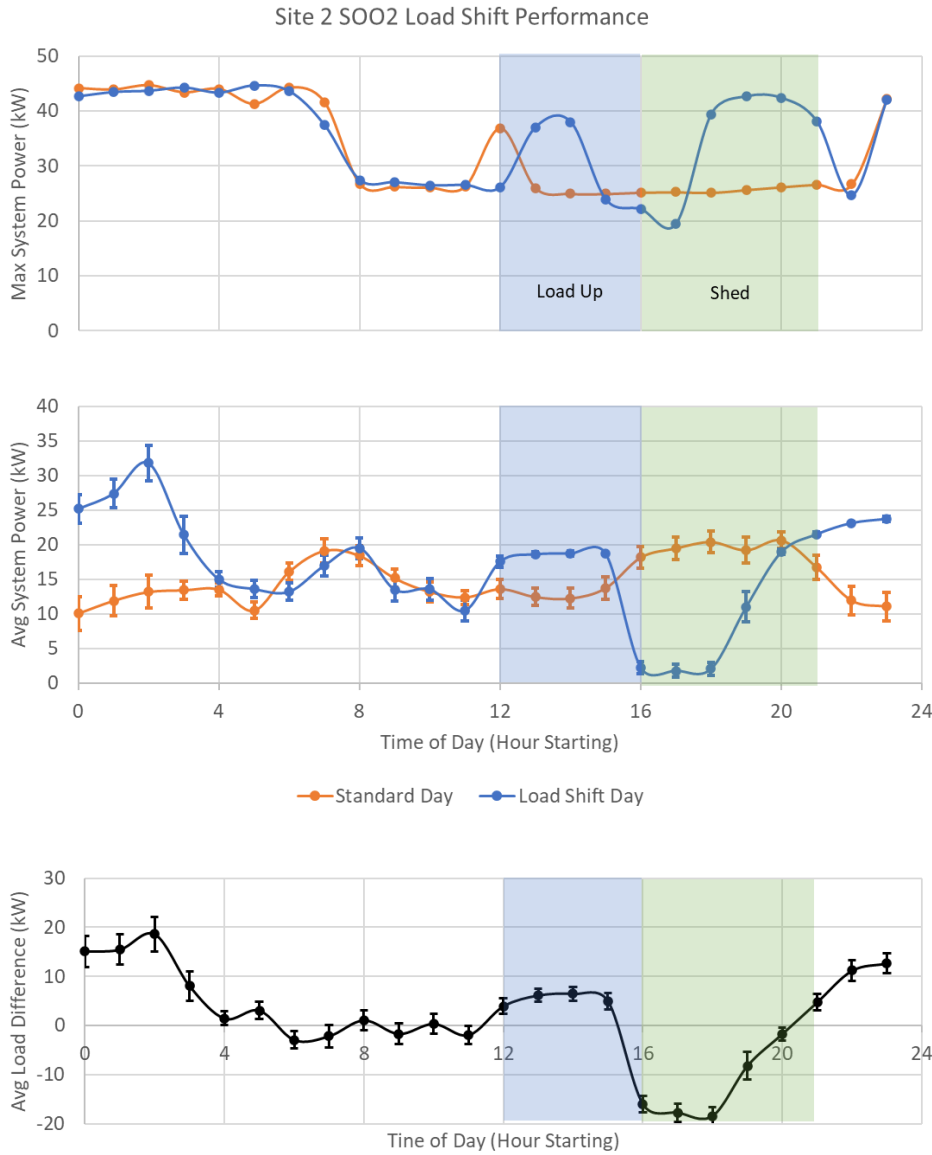 Site 2 SOO2 Load Shift Performance
Max System Power (kW)
50
40
30
20
10
0
Load Up
Shed
Avg System Power (kW)
40
35
30
25
20
15
10
5
0
0 4 8 12 16 20 24
Time of Day (Hour Starting)
Standard Day Load Shift Day
Avg Load Difference (kW)
30
20
10
0
-10
-20
0 4 8 12 16 20 24
Tine of Day (Hour Starting)